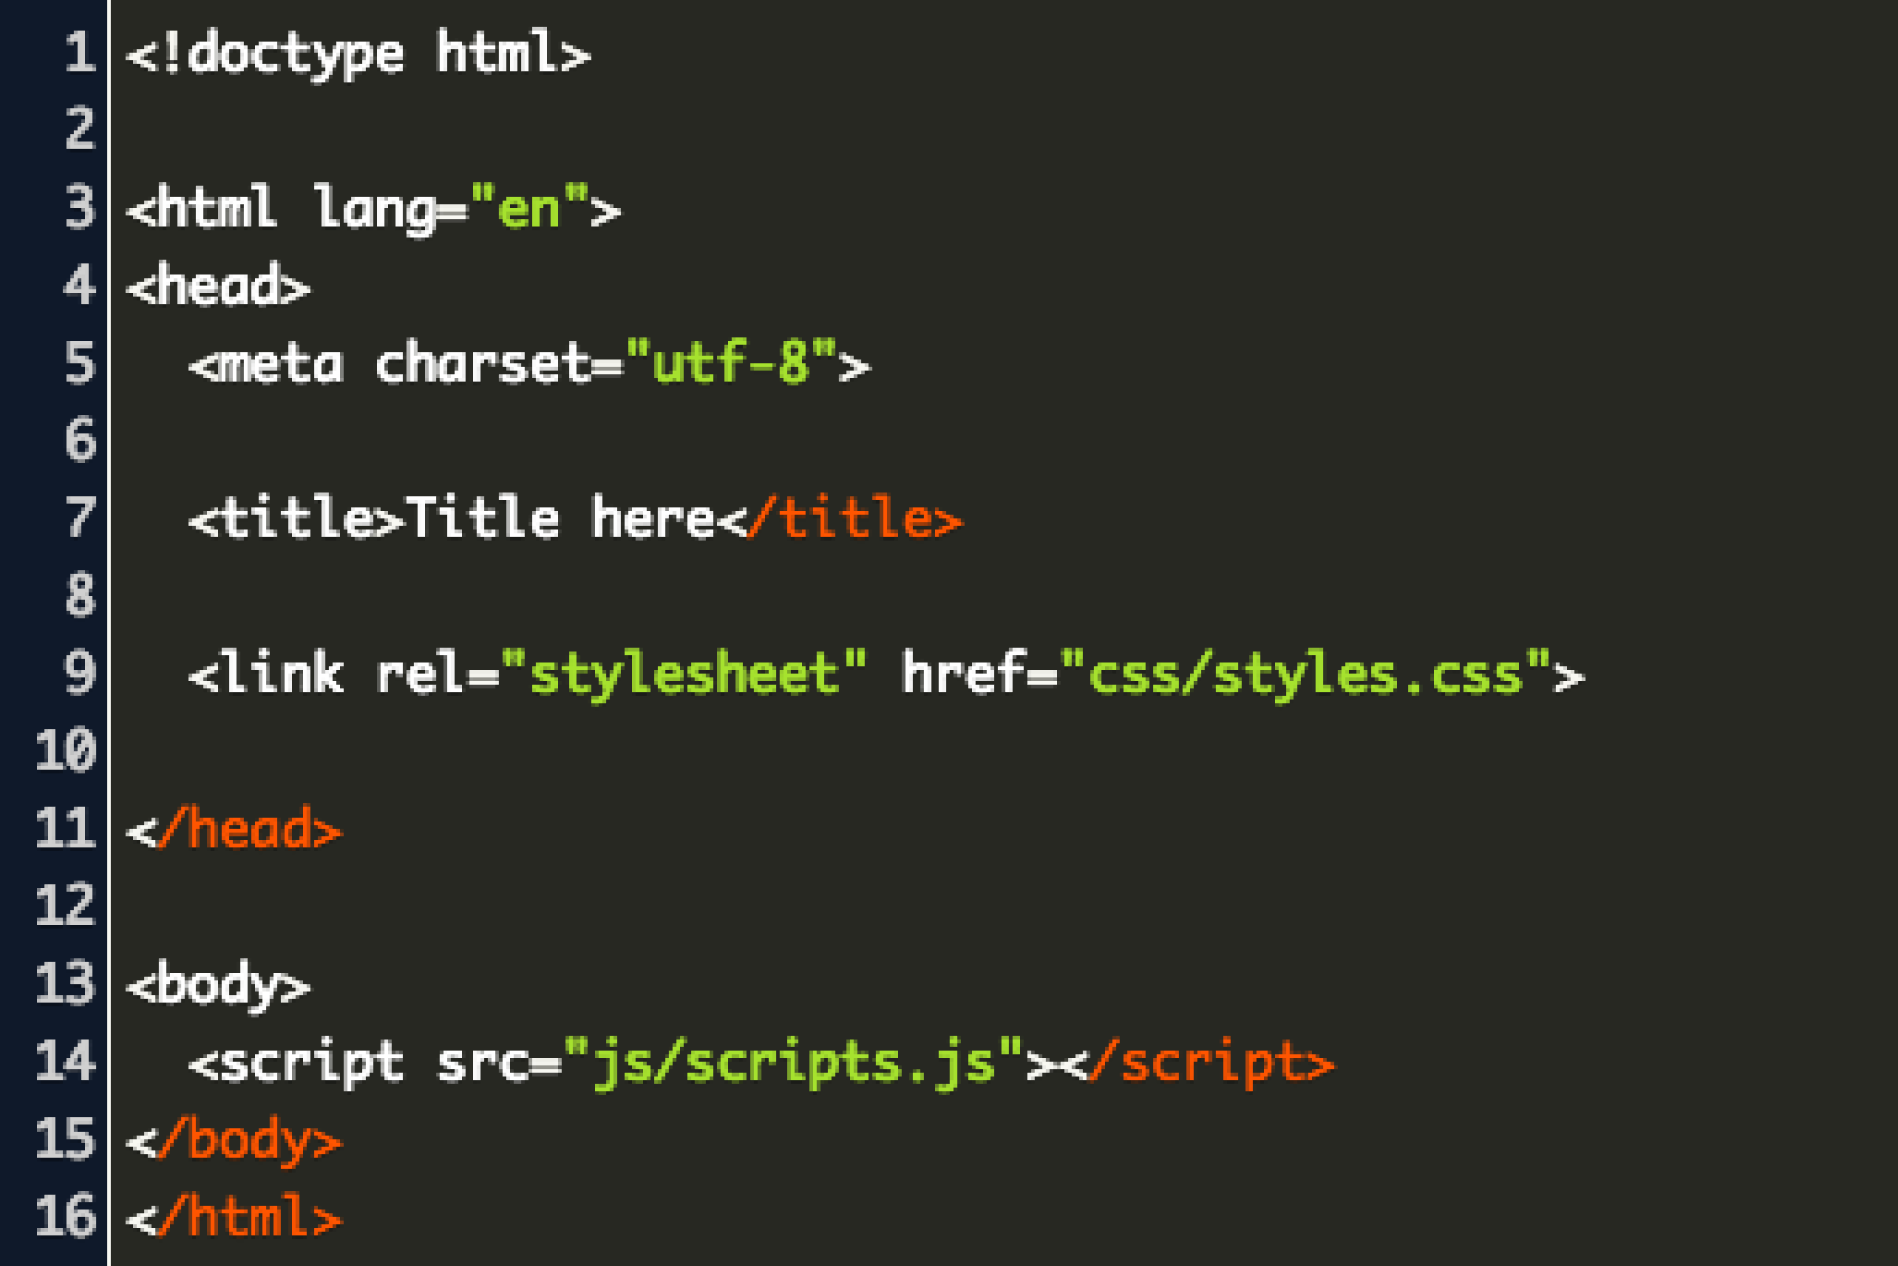 1 <!doctype html>
2
3 <html lang="en">
4 <head>
5   <meta charset="utf-8">
6
7   <title>Title here</title>
8
9   <link rel="stylesheet" href="css/styles.css">
10
11 </head>
12
13 <body>
14   <script src="js/scripts.js"></script>
15 </body>
16 </html>